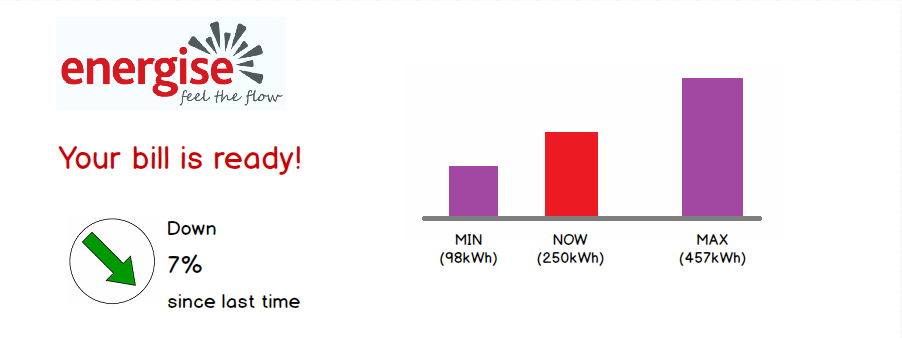 energise
feel the flow
Your bill is ready!
Down
7%
since last time
MIN
(98kWh)
NOW
(250kWh)
MAX
(457kWh)